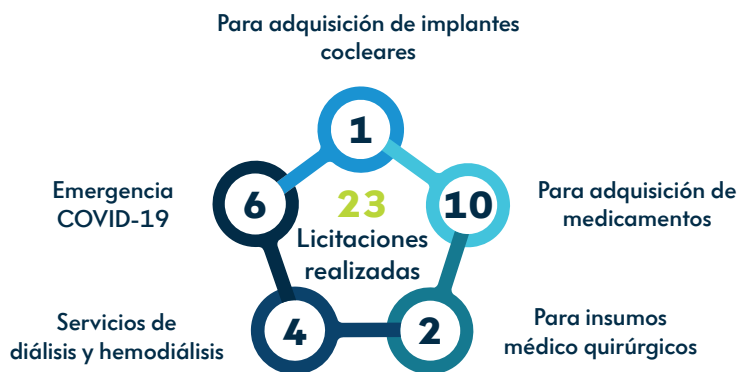 Para adquisición de implantes
cocleares
1
Emergencia
COVID-19
6
23
Licitaciones
realizadas
10
Para adquisición de
medicamentos
Servicios de
diálisis y hemodiálisis
4
2
Para insumos
médico quirúrgicos